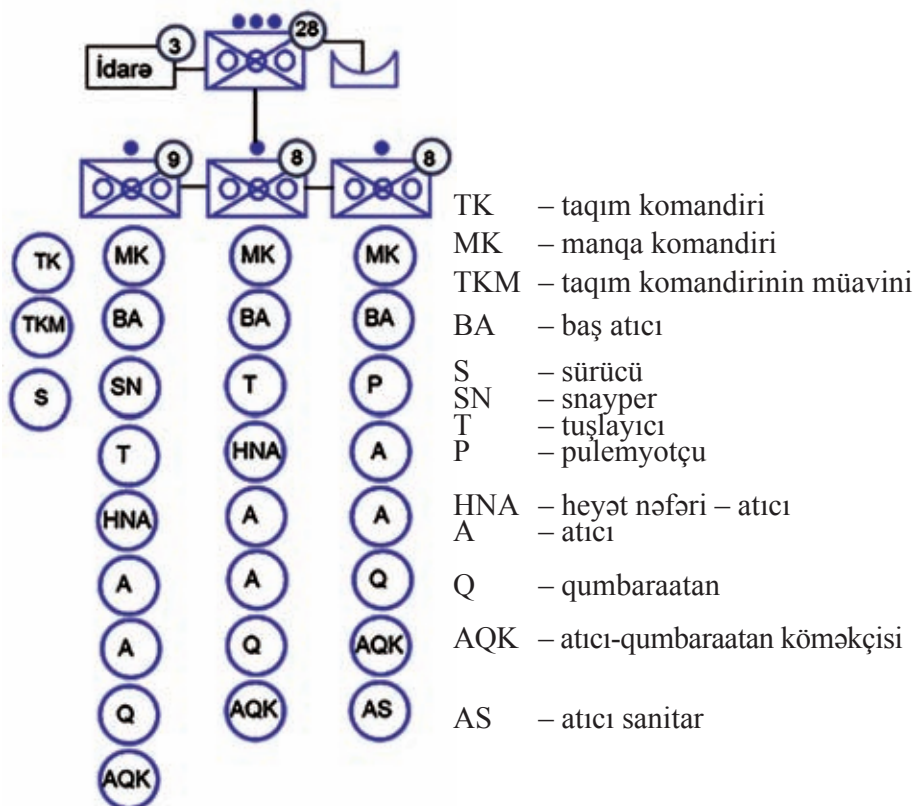 28
3
İdarə
9 8 8
TK MK MK MK
TKM BA BA BA
S SN T P
T HNA A
HNA A A
A A Q
A Q AQK
Q AQK AS
AQK
TK – taqım komandiri
MK – manqa komandiri
TKM – taqım komandirinin müavini
BA – baş atıcı
S – sürücü
SN – snayper
T – tuşlayıcı
P – pulemyotçu
HNA – heyət nəfəri – atıcı
A – atıcı
Q – qumbaraatan
AQK – atıcı-qumbaraatan köməkçisi
AS – atıcı sanitar